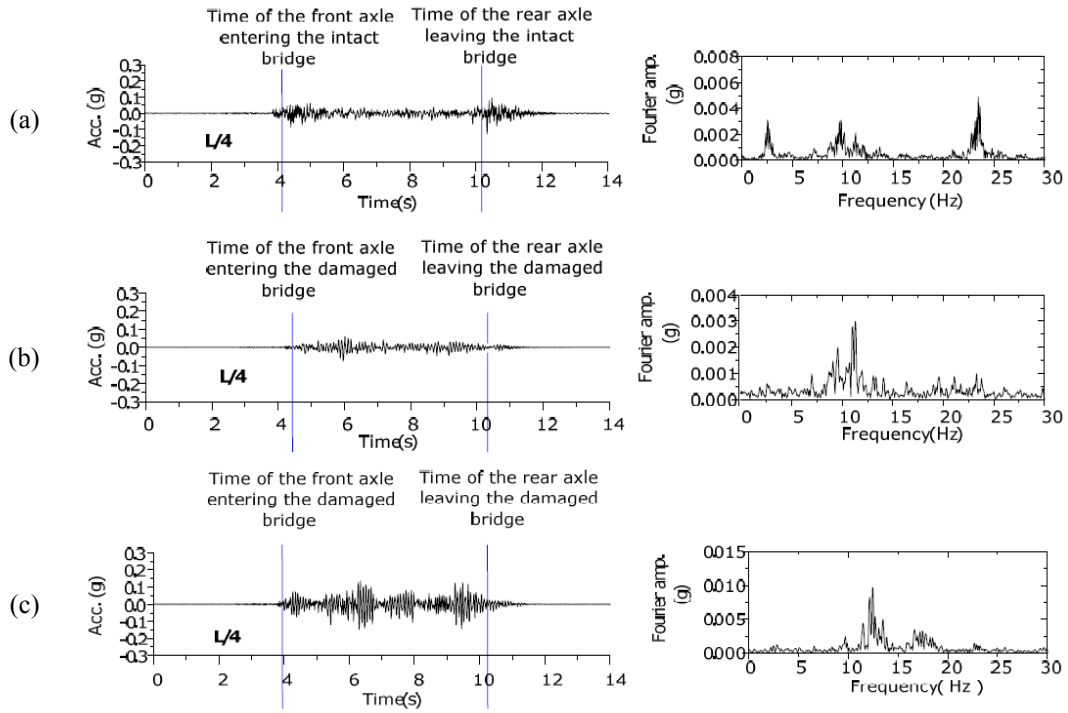 Time of the front axle
entering the intact
bridge
Time of the rear axle
leaving the intact
bridge
(a)
Acc. (g)
0.3
0.2
0.1
0.0
-0.1
-0.2
-0.3
L/4
0 2 4 6 8 10 12 14
Time(s)
Fourier amp.
(g)
0.008
0.006
0.004
0.002
0.000
0 5 10 15 20 25 30
Frequency (Hz)
Time of the front axle
entering the damaged
bridge
Time of the rear axle
leaving the damaged
bridge
(b)
Acc. (g)
0.3
0.2
0.1
0.0
-0.1
-0.2
-0.3
L/4
0 2 4 6 8 10 12 14
Time(s)
Fourier amp.
(g)
0.004
0.003
0.002
0.001
0.000
0 5 10 15 20 25 30
Frequency(Hz)
Time of the front axle
entering the damaged
bridge
Time of the rear axle
leaving the damaged
bridge
(c)
Acc. (g)
0.3
0.2
0.1
0.0
-0.1
-0.2
-0.3
L/4
0 2 4 6 8 10 12 14
Time(s)
Fourier amp.
(g)
0.015
0.010
0.005
0.000
0 5 10 15 20 25 30
Frequency( Hz )